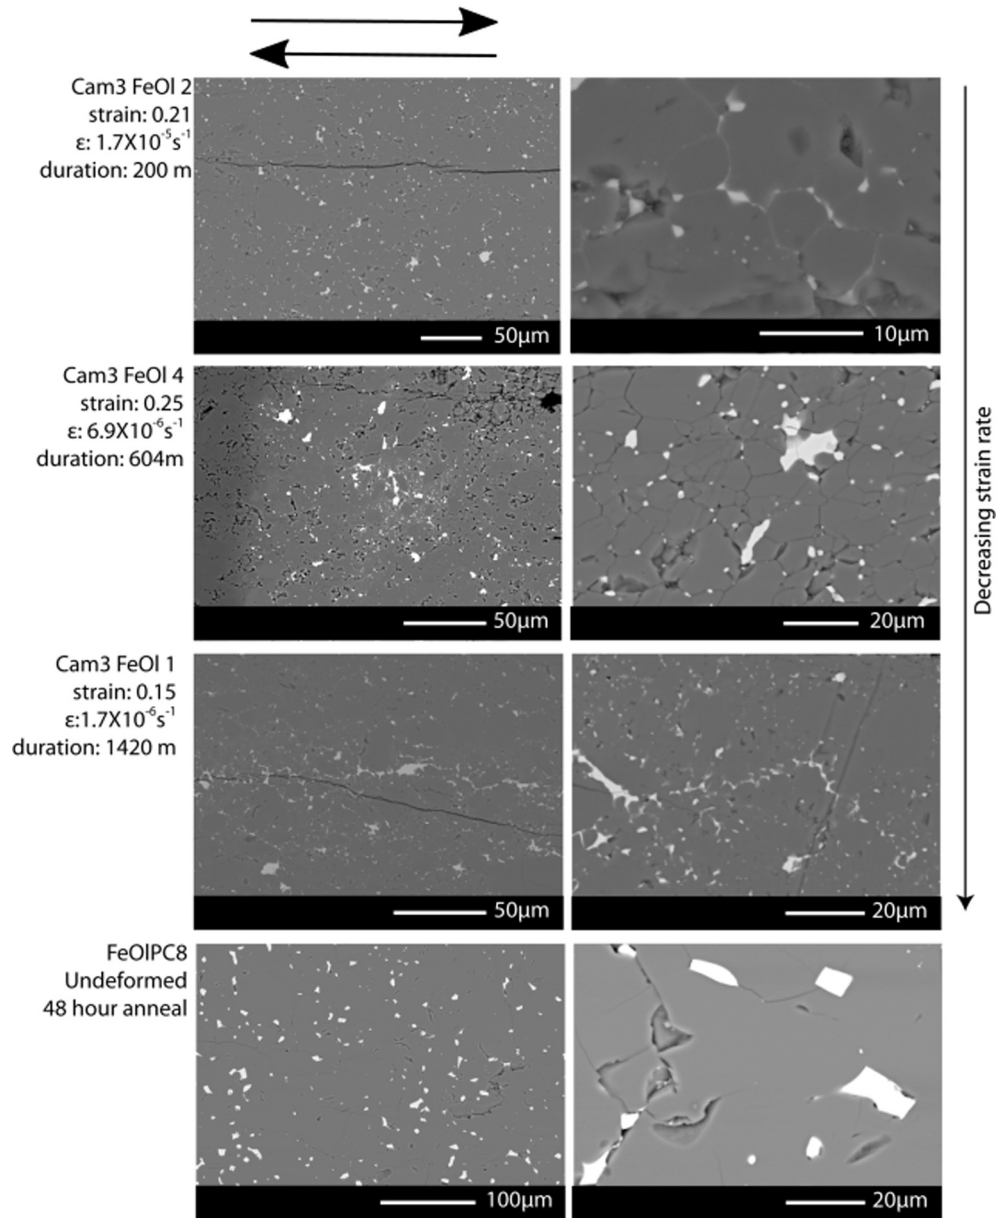 Cam3 FeOl 2
strain: 0.21
ε: 1.7X10⁻⁵s⁻¹
duration: 200 m
50µm
10µm
Cam3 FeOl 4
strain: 0.25
ε: 6.9X10⁻⁶s⁻¹
duration: 604m
50µm
20µm
Cam3 FeOl 1
strain: 0.15
ε:1.7X10⁻⁶s⁻¹
duration: 1420 m
50µm
20µm
FeOlPC8
Undeformed
48 hour anneal
100µm
20µm
Decreasing strain rate